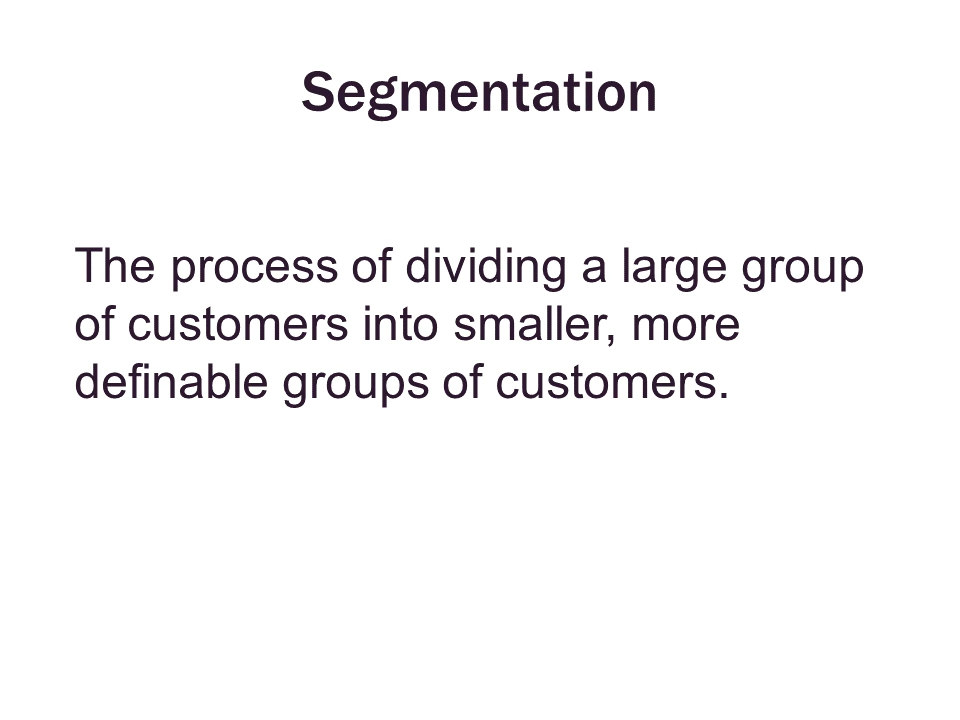 Segmentation
The process of dividing a large group
of customers into smaller, more
definable groups of customers.